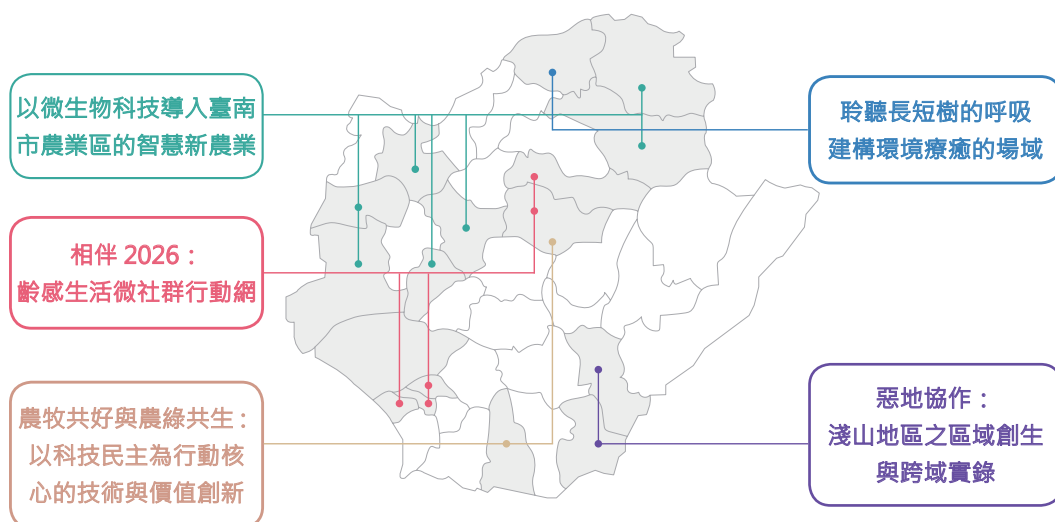 以微生物科技導入臺南
市農業區的智慧新農業
聆聽長短樹的呼吸
建構環境療癒的場域
相伴 2026：
齡感生活微社群行動網
農牧共好與農綠共生：
以科技民主為行動核
心的技術與價值創新
惡地協作：
淺山地區之區域創生
與跨域實錄